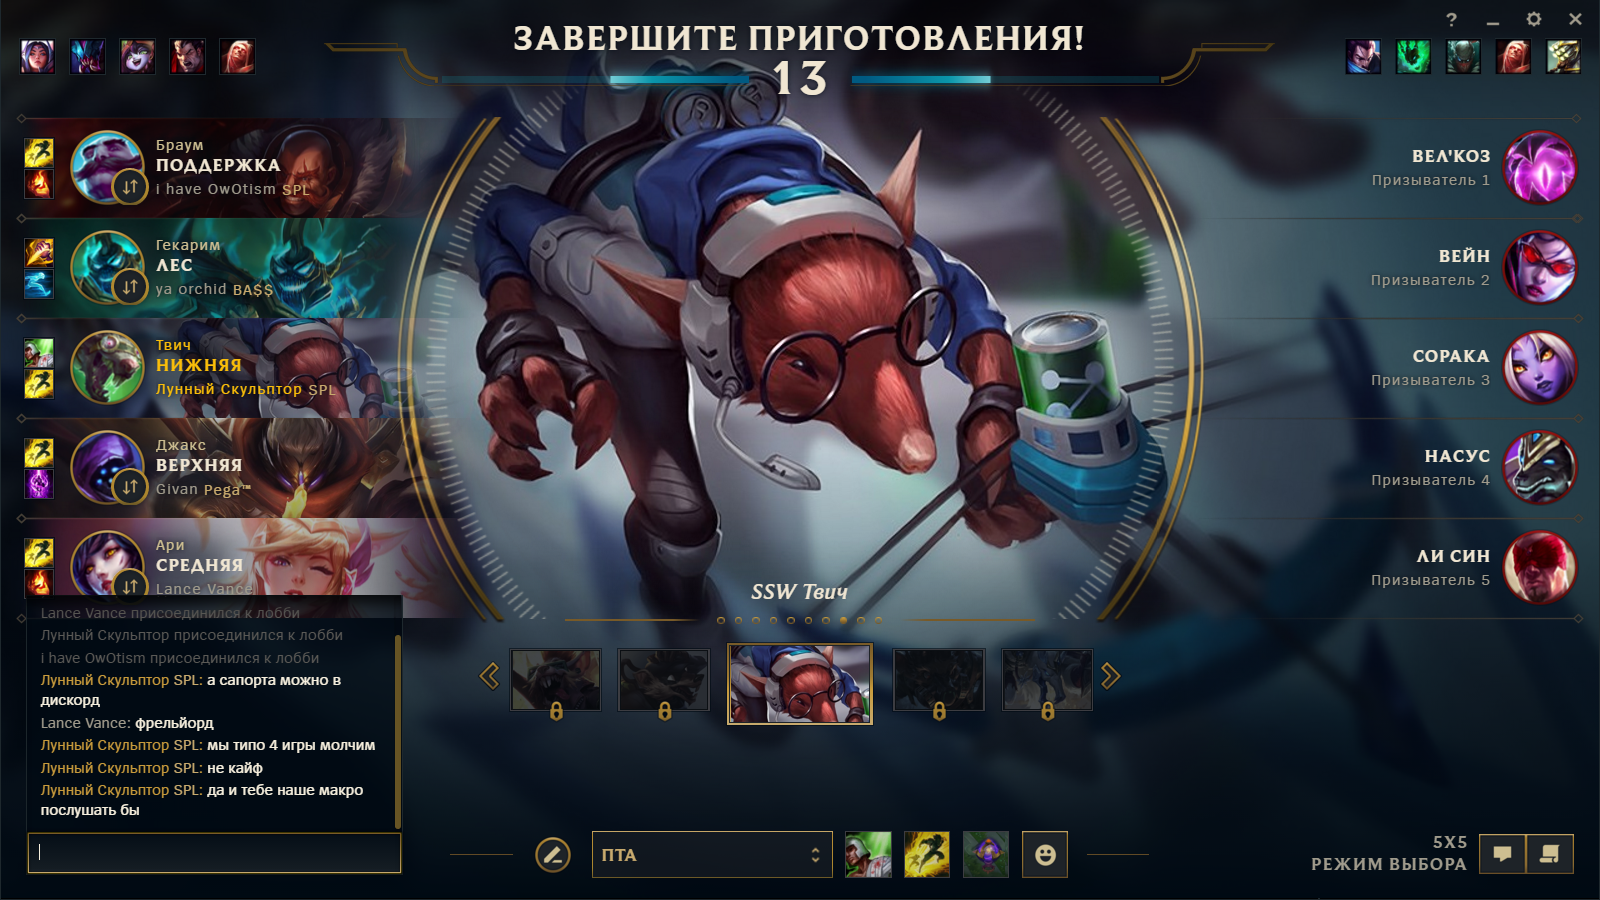 ЗАВЕРШИТЕ ПРИГОТОВЛЕНИЯ!
13
?
Браум
ПОДДЕРЖКА
i have OwOtism SPL
Гекарим
ЛЕС
ya orchid BA$$
Твич
НИЖНЯЯ
Лунный Скульптор SPL
Джакс
ВЕРХНЯЯ
Givan Pega™
Ари
СРЕДНЯЯ
Lance Vance
ВЕЛ'КОЗ
Призыватель 1
ВЕЙН
Призыватель 2
СОРАКА
Призыватель 3
НАСУС
Призыватель 4
ЛИ СИН
Призыватель 5
SSW Твич
Lance Vance присоединился к лобби
Лунный Скульптор присоединился к лобби
i have OwOtism присоединился к лобби
Лунный Скульптор SPL: а сапорта можно в
дискорд
Lance Vance: фрельйорд
Лунный Скульптор SPL: мы типо 4 игры молчим
Лунный Скульптор SPL: не кайф
Лунный Скульптор SPL: да и тебе наше макро
послушать бы
ПТА
5X5
РЕЖИМ ВЫБОРА